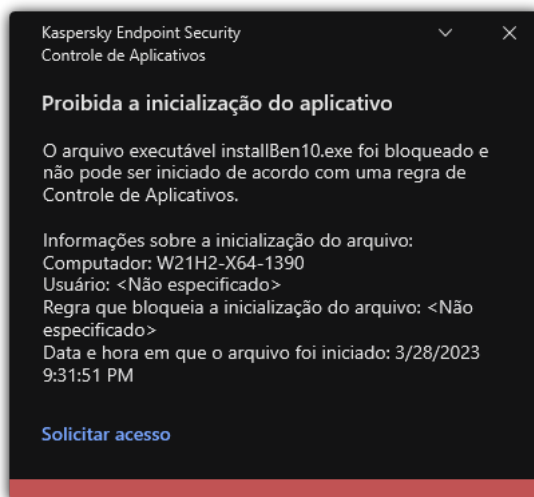 Kaspersky Endpoint Security
Controle de Aplicativos
Proibida a inicialização do aplicativo
O arquivo executável installBen10.exe foi bloqueado e
não pode ser iniciado de acordo com uma regra de
Controle de Aplicativos.
Informações sobre a inicialização do arquivo:
Computador: W21H2-X64-1390
Usuário: <Não especificado>
Regra que bloqueia a inicialização do arquivo: <Não
especificado>
Data e hora em que o arquivo foi iniciado: 3/28/2023
9:31:51 PM
Solicitar acesso